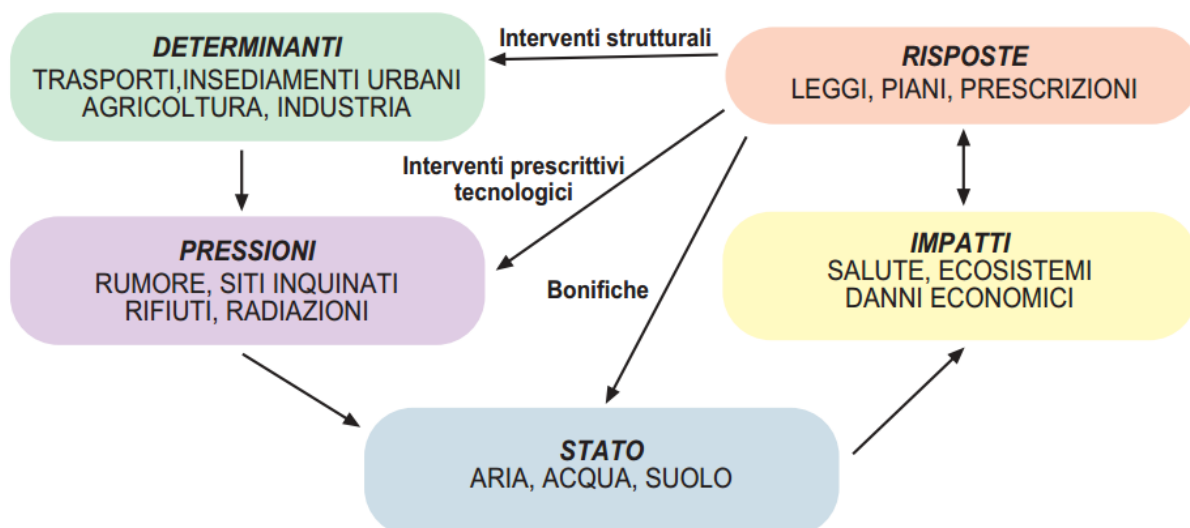 DETERMINANTI
TRASPORTI,INSEDIAMENTI URBANI
AGRICOLTURA, INDUSTRIA
Interventi strutturali
RISPOSTE
LEGGI, PIANI, PRESCRIZIONI
Interventi prescrittivi
tecnologici
PRESSIONI
RUMORE, SITI INQUINATI
RIFIUTI, RADIAZIONI
Bonifiche
IMPATTI
SALUTE, ECOSISTEMI
DANNI ECONOMICI
STATO
ARIA, ACQUA, SUOLO